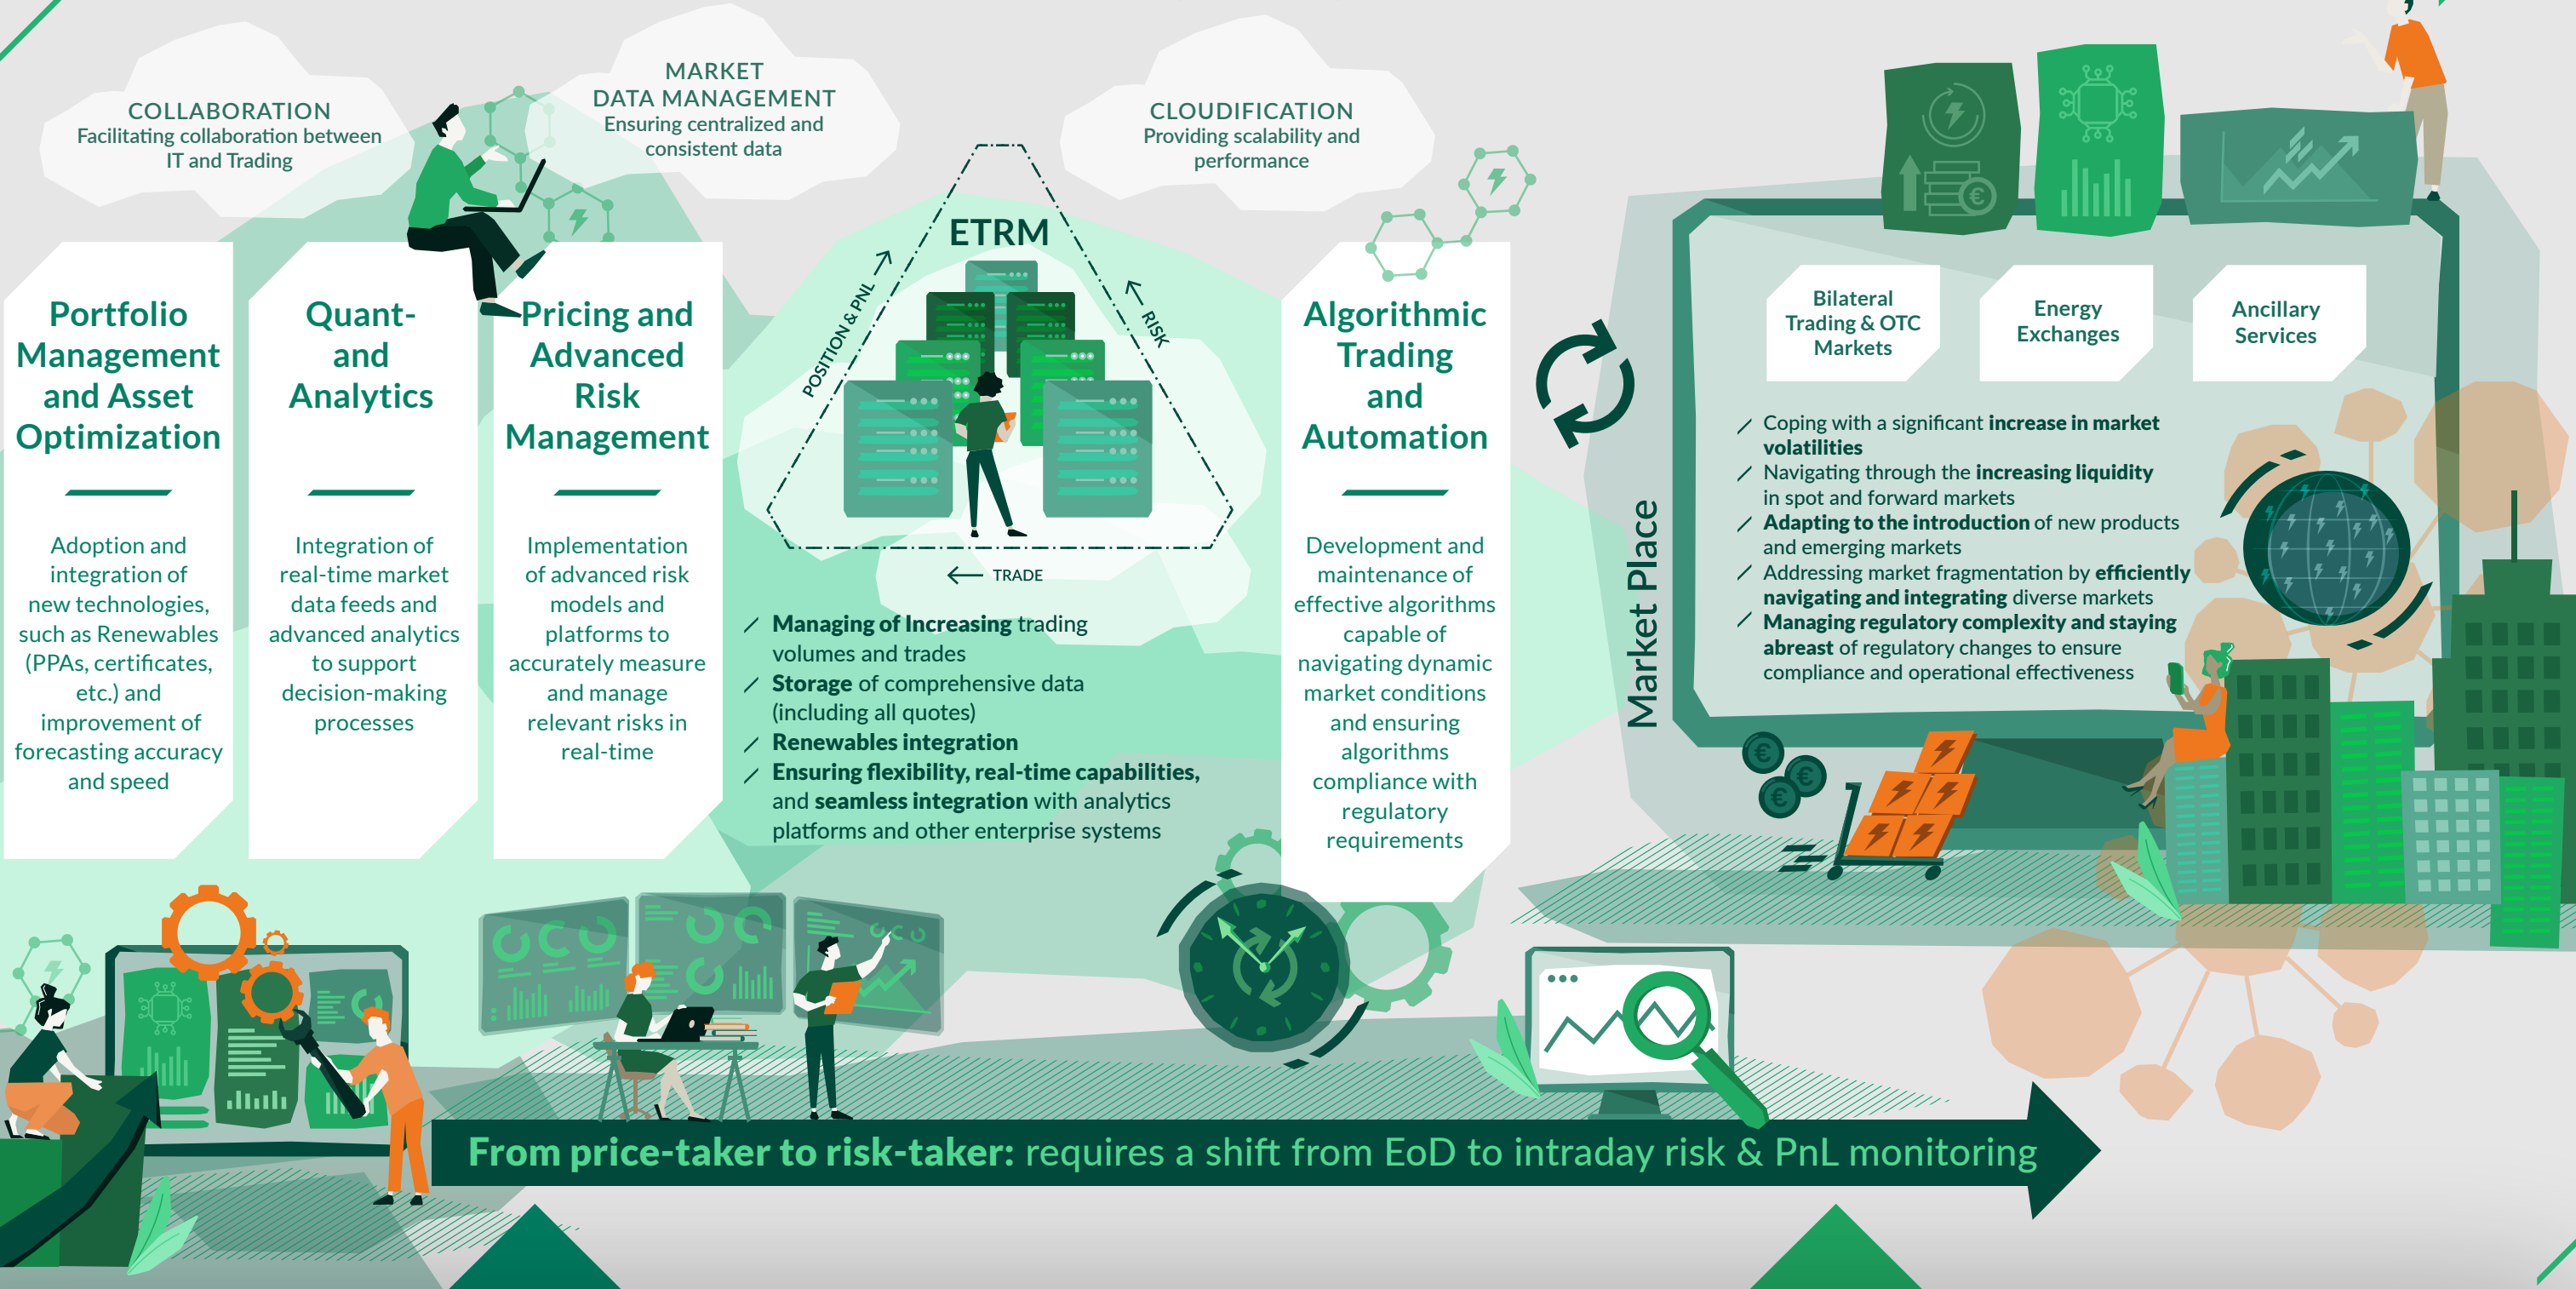 COLLABORATION
Facilitating collaboration between
IT and Trading
MARKET
DATA MANAGEMENT
Ensuring centralized and
consistent data
CLOUDIFICATION
Providing scalability and
performance
Portfolio
Management
and Asset
Optimization
Adoption and
integration of
new technologies,
such as Renewables
(PPAs, certificates,
etc.) and
improvement of
forecasting accuracy
and speed
Quant-
and
Analytics
Integration of
real-time market
data feeds and
advanced analytics
to support
decision-making
processes
Pricing and
Advanced
Risk
Management
Implementation
of advanced risk
models and
platforms to
accurately measure
and manage
relevant risks in
real-time
ETRM
POSITION & PNL
RISK
TRADE
Managing of Increasing trading
volumes and trades
Storage of comprehensive data
(including all quotes)
Renewables integration
Ensuring flexibility, real-time capabilities,
and seamless integration with analytics
platforms and other enterprise systems
Algorithmic
Trading
and
Automation
Development and
maintenance of
effective algorithms
capable of
navigating dynamic
market conditions
and ensuring
algorithms
compliance with
regulatory
requirements
Market Place
€
Bilateral
Trading & OTC
Markets
Energy
Exchanges
Ancillary
Services
Coping with a significant increase in market
volatilities
Navigating through the increasing liquidity
in spot and forward markets
Adapting to the introduction of new products
and emerging markets
Addressing market fragmentation by efficiently
navigating and integrating diverse markets
Managing regulatory complexity and staying
abreast of regulatory changes to ensure
compliance and operational effectiveness
€
€
€
From price-taker to risk-taker: requires a shift from EoD to intraday risk & PnL monitoring